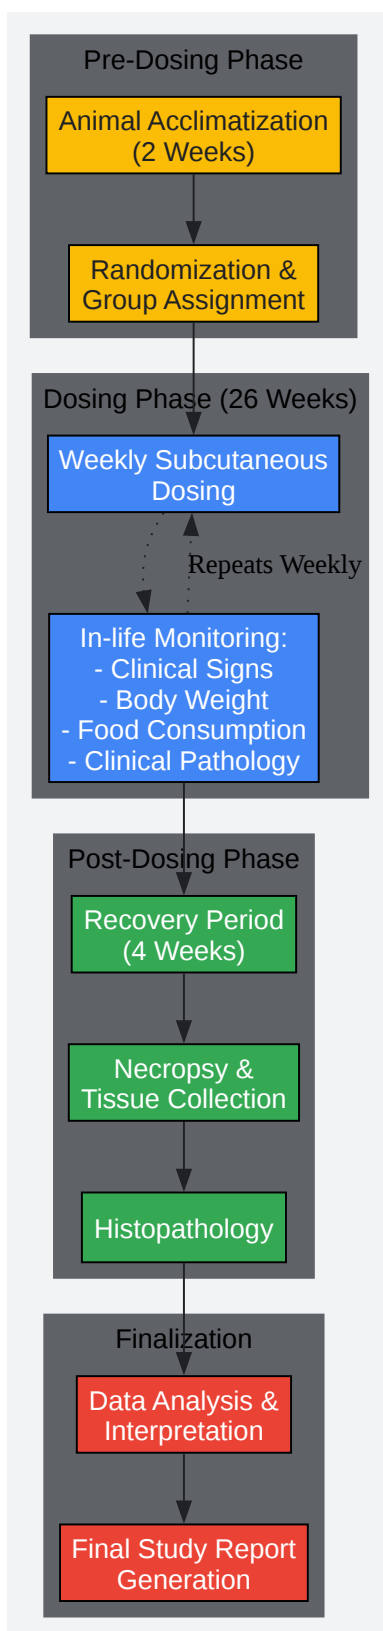 Pre-Dosing Phase
Animal Acclimatization
(2 Weeks)
Randomization &
Group Assignment
Dosing Phase (26 Weeks)
Weekly Subcutaneous
Dosing
Repeats Weekly
In-life Monitoring:
- Clinical Signs
- Body Weight
- Food Consumption
- Clinical Pathology
Post-Dosing Phase
Recovery Period
(4 Weeks)
Necropsy &
Tissue Collection
Histopathology
Finalization
Data Analysis &
Interpretation
Final Study Report
Generation